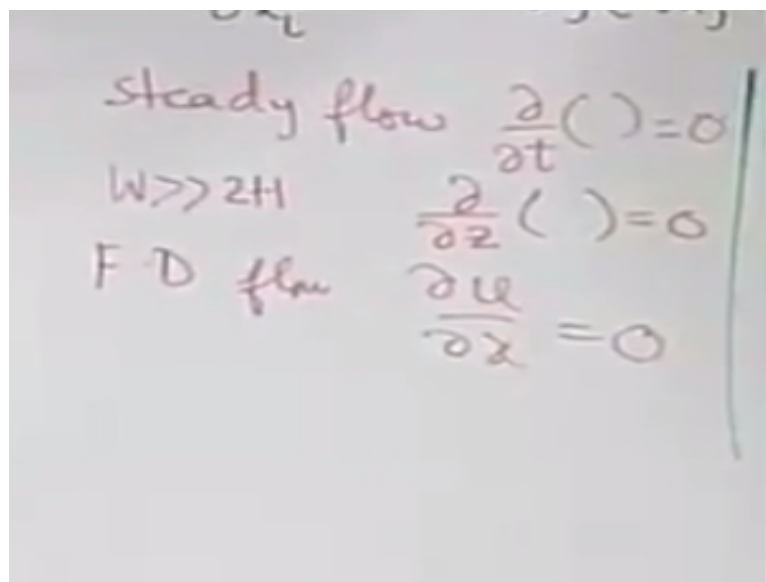 steady flow ∂/∂t ( ) = 0
W>>2H ∂/∂z ( ) = 0
F D flow ∂u/∂x = 0